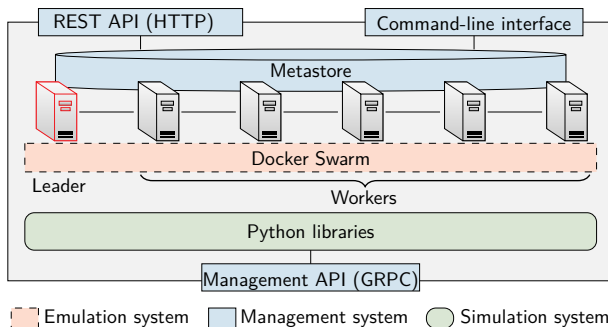 REST API (HTTP)
Command-line interface
Metastore
Docker Swarm
Leader
Workers
Python libraries
Management API (GRPC)
Emulation system
Management system
Simulation system